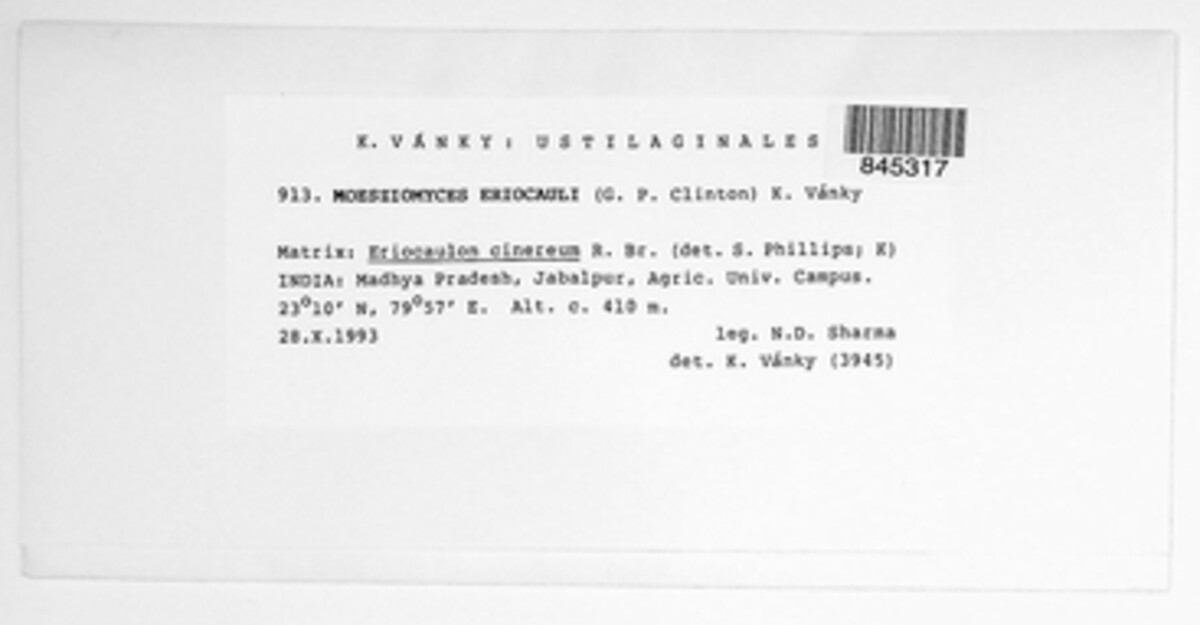 K. VÁNKY: USTILAGINALES
845317
913. MOESZIOMYCES ERIOCAULI (G. P. Clinton) K. Vánky
Matrix: Eriocaulon cinereum R. Br. (det. S. Phillips; K)
INDIA: Madhya Pradesh, Jabalpur, Agric. Univ. Campus.
23°10' N, 79°57' E. Alt. c. 410 m.
28.X.1993 leg. N.D. Sharma
det. K. Vánky (3945)